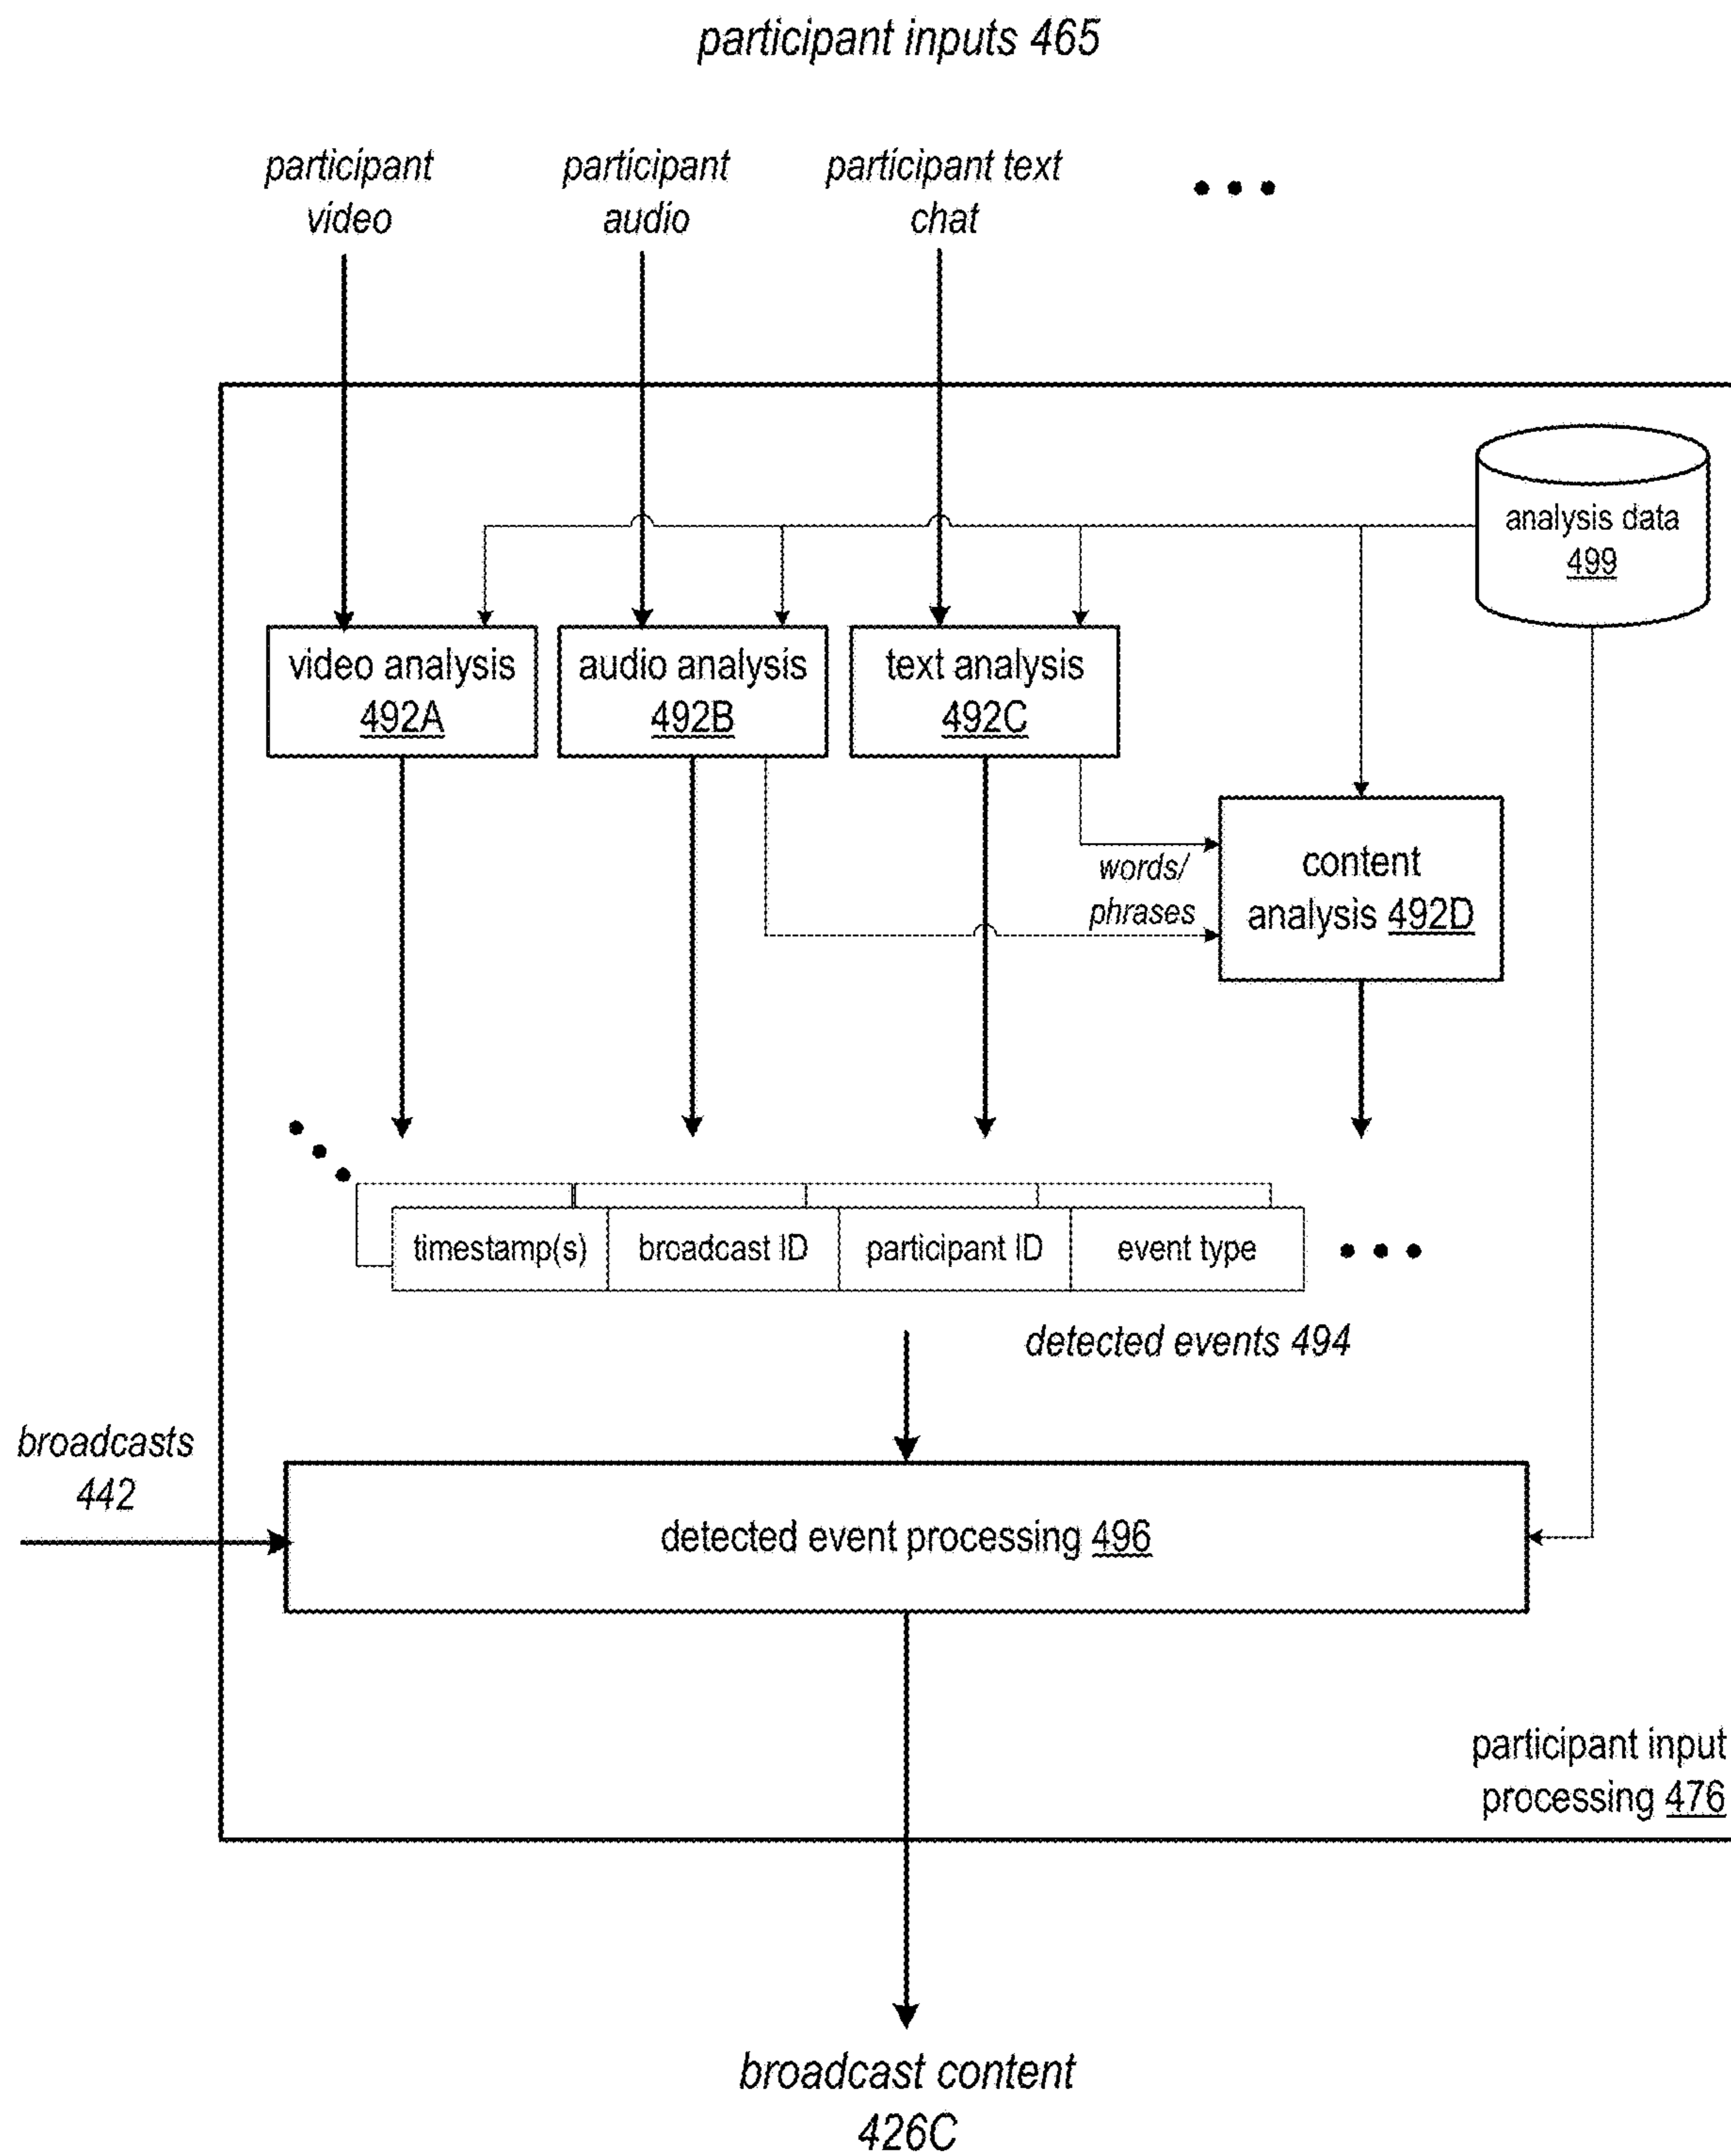 participant inputs 465
participant
video
participant
audio
participant text
chat
analysis data
499
video analysis
492A
audio analysis
492B
text analysis
492C
words/
phrases
content
analysis 492D
timestamp(s)
broadcast ID
participant ID
event type
detected events 494
broadcasts
442
detected event processing 496
participant input
processing 476
broadcast content
426C